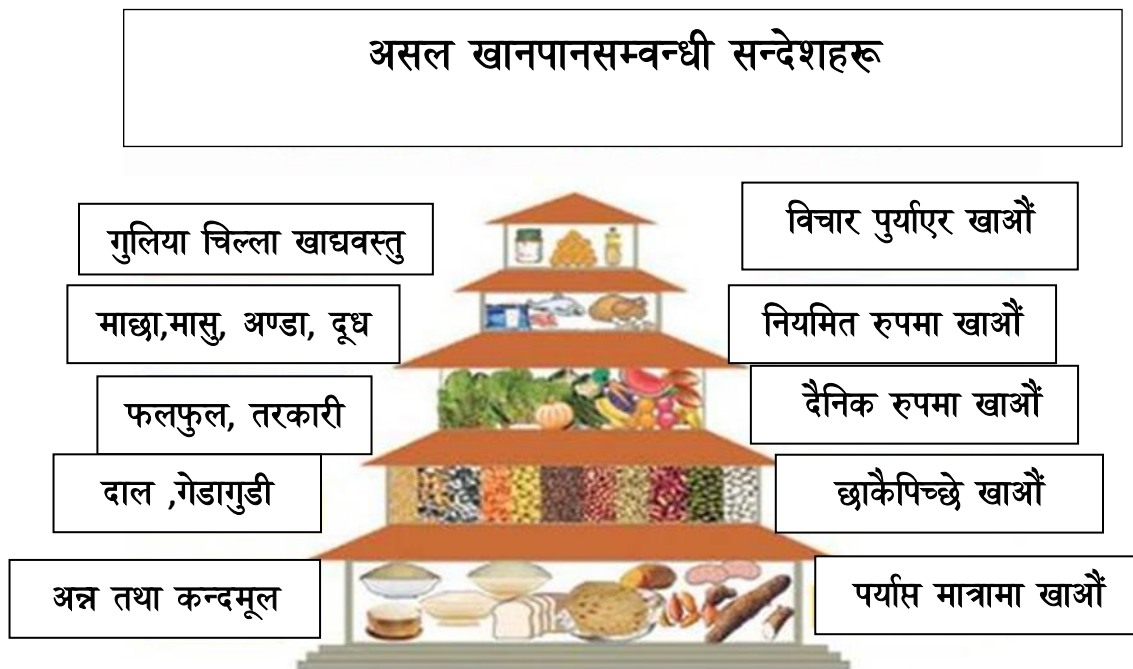 असल खानपानसम्वन्धी सन्देशहरू
गुलिया चिल्ला खाद्यवस्तु
विचार पुर्याएर खाऔं
माछा,मासु, अण्डा, दूध
नियमित रुपमा खाऔं
फलफुल, तरकारी
दैनिक रुपमा खाऔं
दाल ,गेडागुडी
छाकैपिच्छे खाऔं
अन्न तथा कन्दमूल
पर्याप्त मात्रामा खाऔं